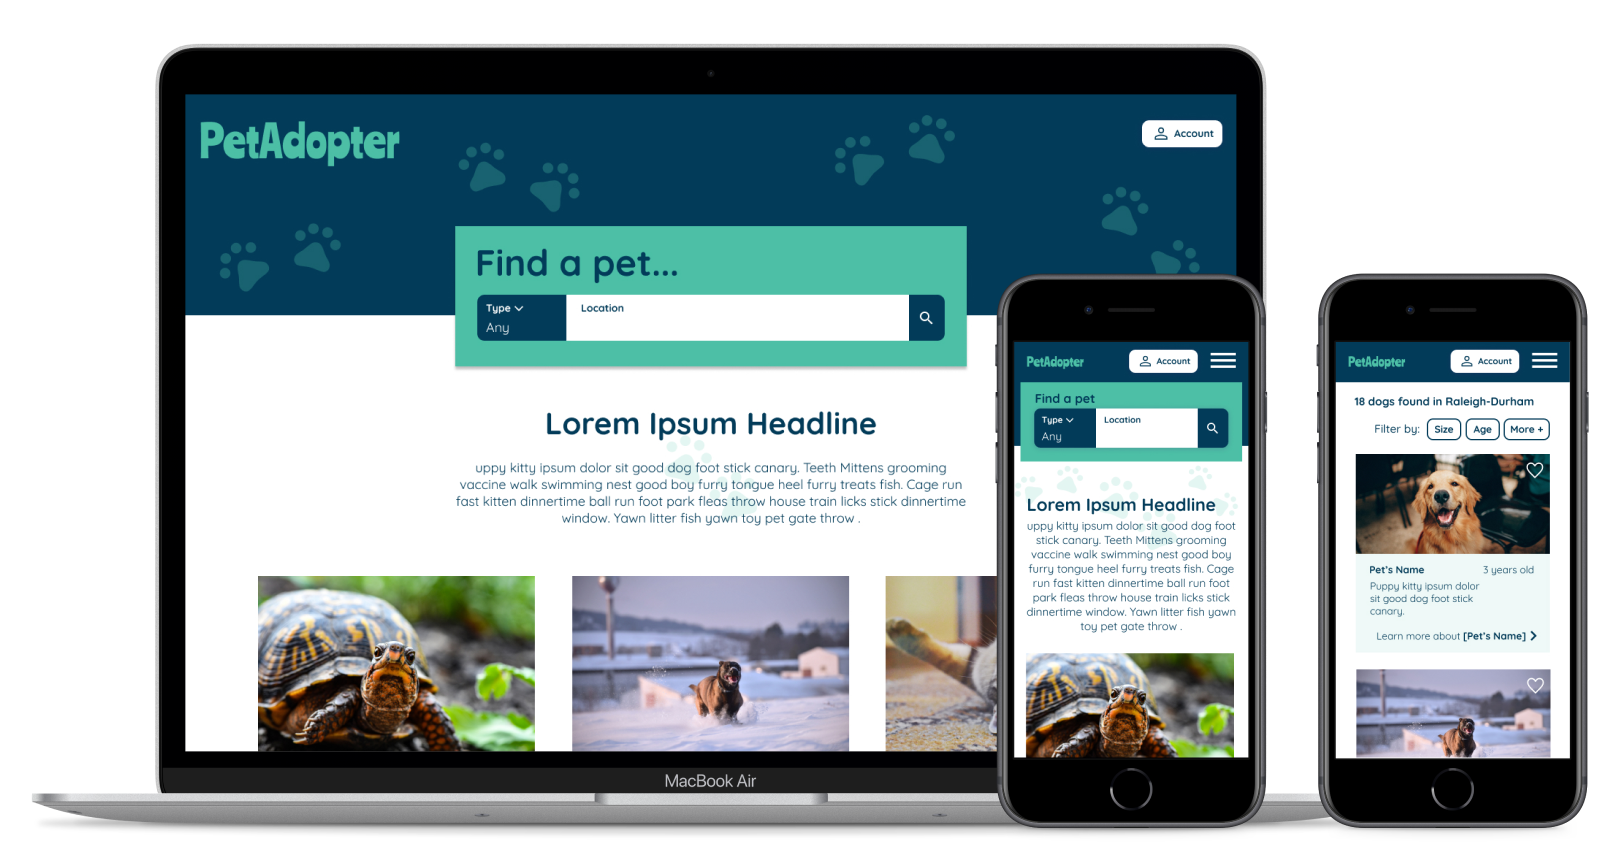 PetAdopter
Account
Find a pet...
Type
Any
Location
Lorem Ipsum Headline
uppy kitty ipsum dolor sit good dog foot stick canary. Teeth Mittens grooming
vaccine walk swimming nest good boy furry tongue heel furry treats fish. Cage run
fast kitten dinnertime ball run foot park fleas throw house train licks stick dinnertime
window. Yawn litter fish yawn toy pet gate throw .
MacBook Air
PetAdopter
Account
Find a pet
Type
Any
Location
Lorem Ipsum Headline
uppy kitty ipsum dolor sit good dog foot
stick canary. Teeth Mittens grooming
vaccine walk swimming nest good boy
furry tongue heel furry treats fish. Cage
run fast kitten dinnertime ball run foot
park fleas throw house train licks stick
dinnertime window. Yawn litter fish yawn
toy pet gate throw .
PetAdopter
Account
18 dogs found in Raleigh-Durham
Filter by: Size Age More +
Pet's Name 3 years old
Puppy kitty ipsum dolor
sit good dog foot stick
canary.
Learn more about [Pet's Name]